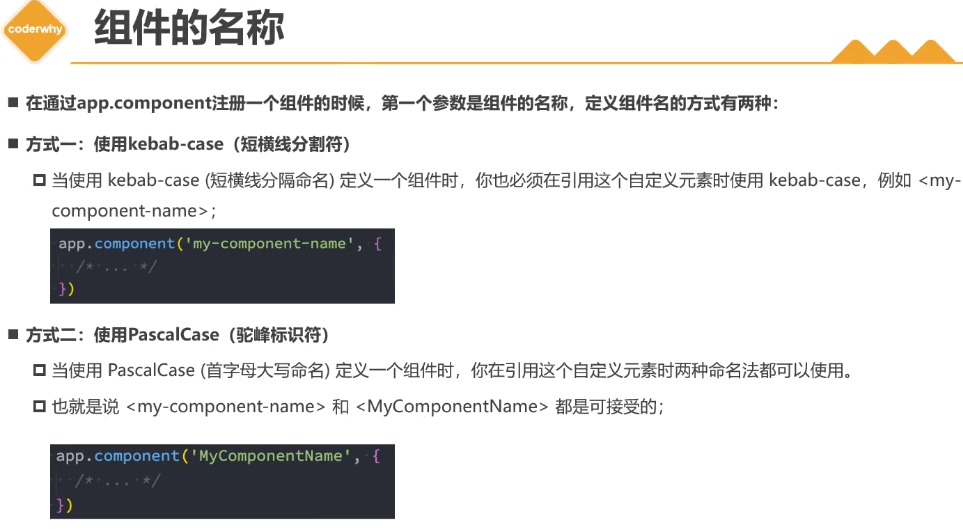 coderwhy
组件的名称
在通过app.component注册一个组件的时候，第一个参数是组件的名称，定义组件名的方式有两种：
方式一：使用kebab-case（短横线分割符）
当使用 kebab-case (短横线分隔命名) 定义一个组件时，你也必须在引用这个自定义元素时使用 kebab-case，例如 <my-
component-name>；
app.component('my-component-name', {
/* ... */
})
方式二：使用PascalCase（驼峰标识符）
当使用 PascalCase (首字母大写命名) 定义一个组件时，你在引用这个自定义元素时两种命名法都可以使用。
也就是说 <my-component-name> 和 <MyComponentName> 都是可接受的；
app.component('MyComponentName', {
/* ... */
})